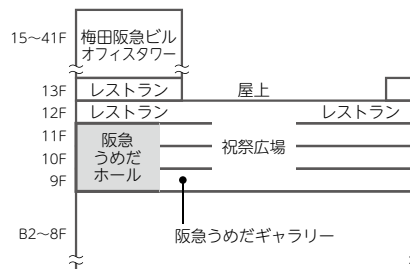 15〜41F
梅田阪急ビル
オフィスタワー
13F
レストラン
屋上
12F
レストラン
レストラン
11F
10F
9F
阪急
うめだ
ホール
祝祭広場
B2〜8F
阪急うめだギャラリー